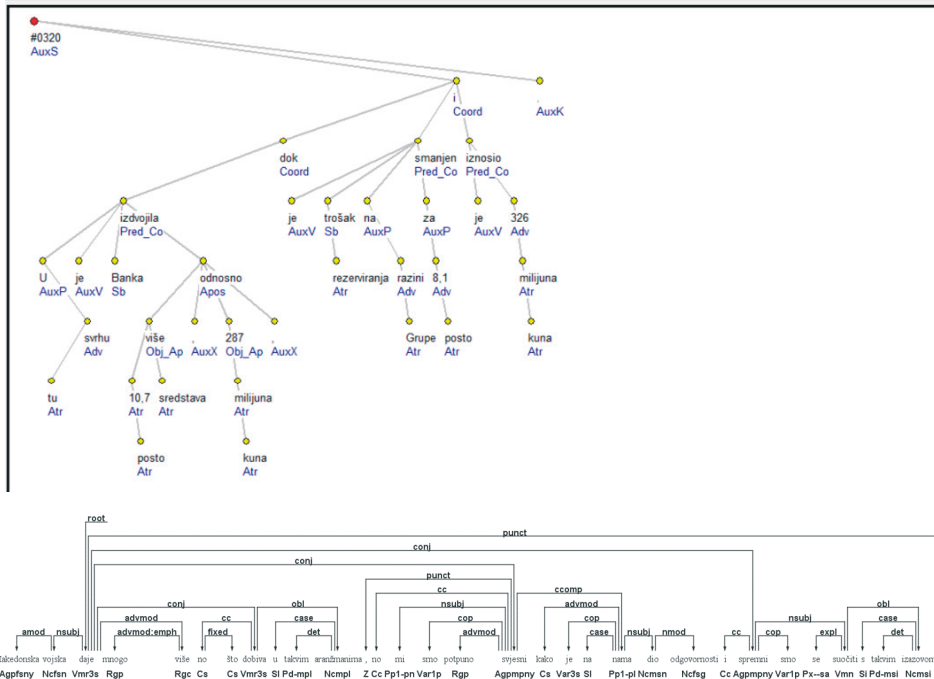 #0320
AuxS
i
Coord
.
AuxK
dok
Coord
smanjen
Pred_Co
iznosio
Pred_Co
izdvojila
Pred_Co
je
AuxV
trošak
Sb
na
AuxP
za
AuxP
je
AuxV
326
Adv
U
AuxP
je
AuxV
Banka
Sb
odnosno
Apos
rezerviranja
Atr
razini
Adv
8,1
Adv
milijuna
Atr
svrhu
Adv
više
Obj_Ap
,
AuxX
287
Obj_Ap
,
AuxX
Grupe
Atr
posto
Atr
kuna
Atr
tu
Atr
10,7
Atr
sredstava
Atr
milijuna
Atr
posto
Atr
kuna
Atr
root
punct
conj
conj
punct
cc ccomp
conj obl nsubj advmod nsubj obl
advmod cc case cop cop cop case
amod nsubj advmod:emph fixed det advmod case nsubj nmod cc expl det
vojska daje mnogo više no što dobiva u takvim aranžmanima , no mi smo potpuno svjesni kako je na nama dio odgovornosti i spremni smo se suočiti s takvim izazovom
Agpfsny Ncfsn Vmr3s Rgp Rgc Cs Cs Vmr3s Sl Pd-mpl Ncmpl Z Cc Pp1-pn Var1p Rgp Agpmpny Cs Var3s Sl Pp1-pl Ncmsn Ncfsg Cc Agpmpny Var1p Px--sa Vmn Si Pd-msi Ncmsi